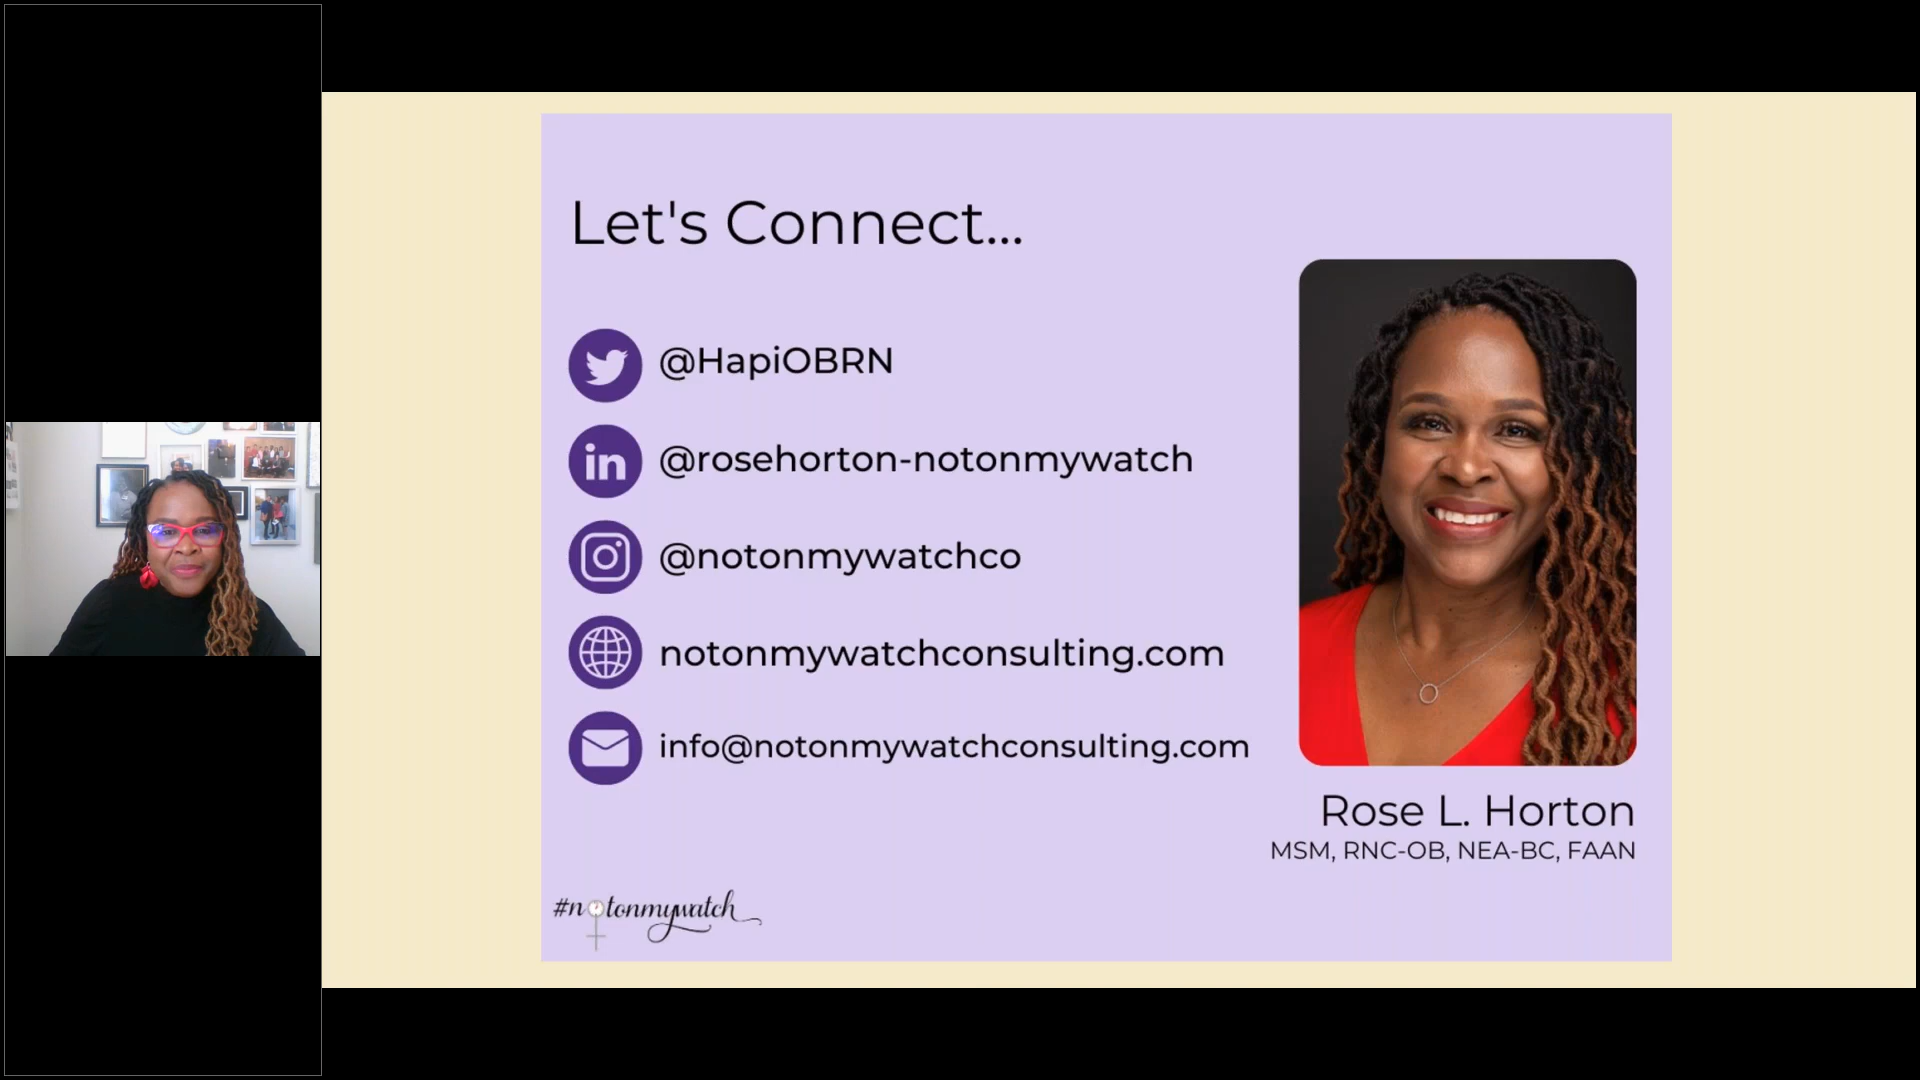 Let's Connect...
@HapiOBRN
in @rosehorton-notonmywatch
@notonmywatchco
notonmywatchconsulting.com
info@notonmywatchconsulting.com
Rose L. Horton
MSM, RNC-OB, NEA-BC, FAAN
#notonmywatch